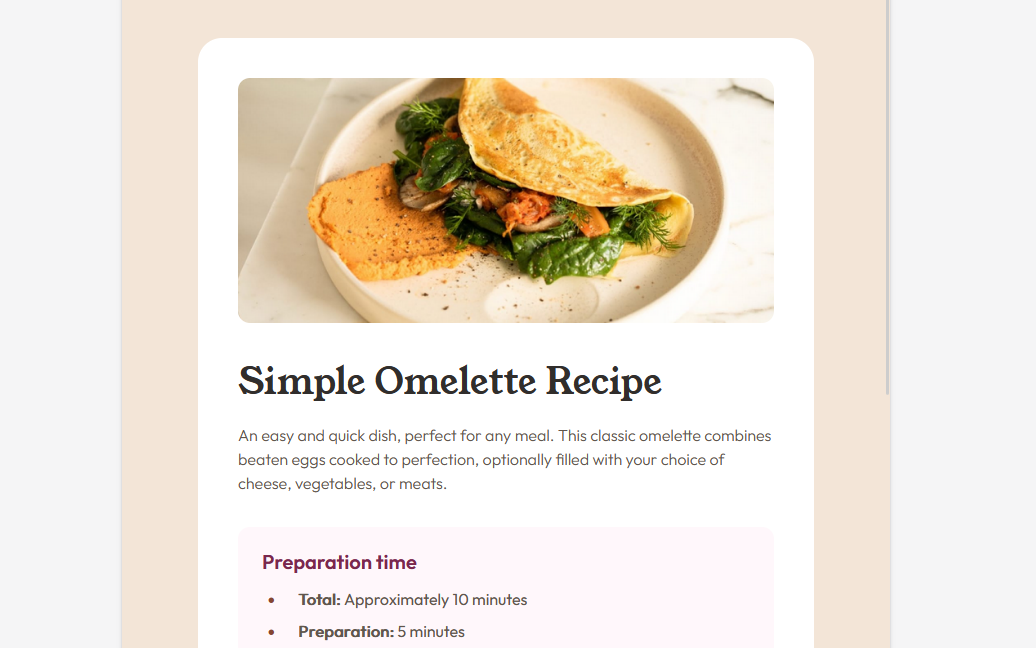 Simple Omelette Recipe
An easy and quick dish, perfect for any meal. This classic omelette combines
beaten eggs cooked to perfection, optionally filled with your choice of
cheese, vegetables, or meats.
Preparation time
• Total: Approximately 10 minutes
• Preparation: 5 minutes